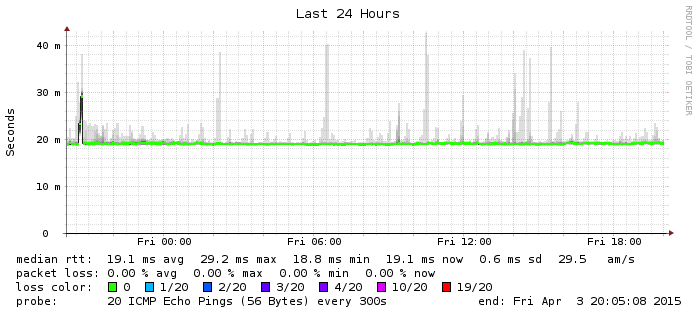 Last 24 Hours
RRDTOOL / TOBI OETIKER
Seconds
40 m
30 m
20 m
10 m
0
Fri 00:00 Fri 06:00 Fri 12:00 Fri 18:00
median rtt: 19.1 ms avg 29.2 ms max 18.8 ms min 19.1 ms now 0.6 ms sd 29.5 am/s
packet loss: 0.00 % avg 0.00 % max 0.00 % min 0.00 % now
loss color: 0 1/20 2/20 3/20 4/20 10/20 19/20
probe: 20 ICMP Echo Pings (56 Bytes) every 300s end: Fri Apr 3 20:05:08 2015